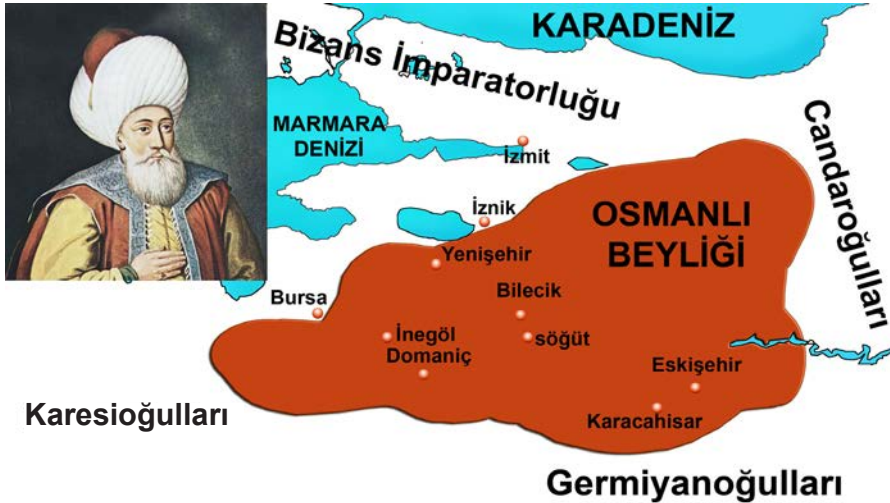 KARADENİZ
Bizans İmparatorluğu
Candaroğulları
MARMARA
DENİZİ
İzmit
İznik
OSMANLI
BEYLİĞİ
Yenişehir
Bursa
Bilecik
İnegöl
söğüt
Domaniç
Eskişehir
Karesioğulları
Karacahisar
Germiyanoğulları